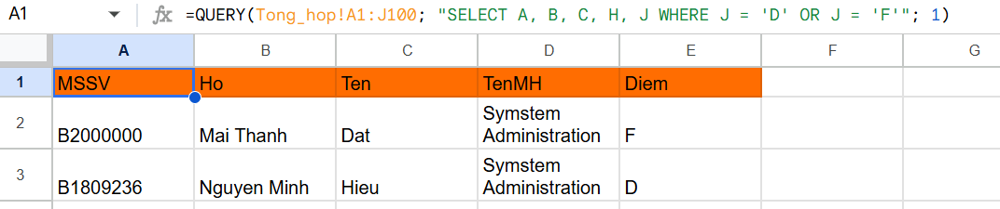 A1 fx =QUERY(Tong_hop!A1:J100; "SELECT A, B, C, H, J WHERE J = 'D' OR J = 'F'"; 1)
A B C D E F G
1 MSSV Ho Ten TenMH Diem
Symstem
2 B2000000 Mai Thanh Dat Administration F
Symstem
3 B1809236 Nguyen Minh Hieu Administration D